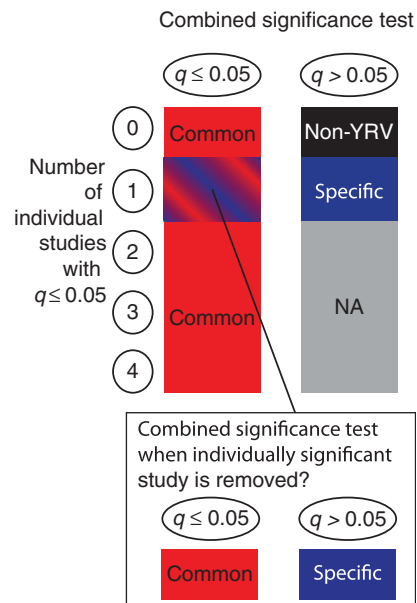 Combined significance test
q ≤ 0.05
q > 0.05
0
Common
Non-YRV
Number
of
individual
studies
with
q ≤ 0.05
1
Specific
2
3
Common
NA
4
Combined significance test
when individually significant
study is removed?
q ≤ 0.05
q > 0.05
Common
Specific